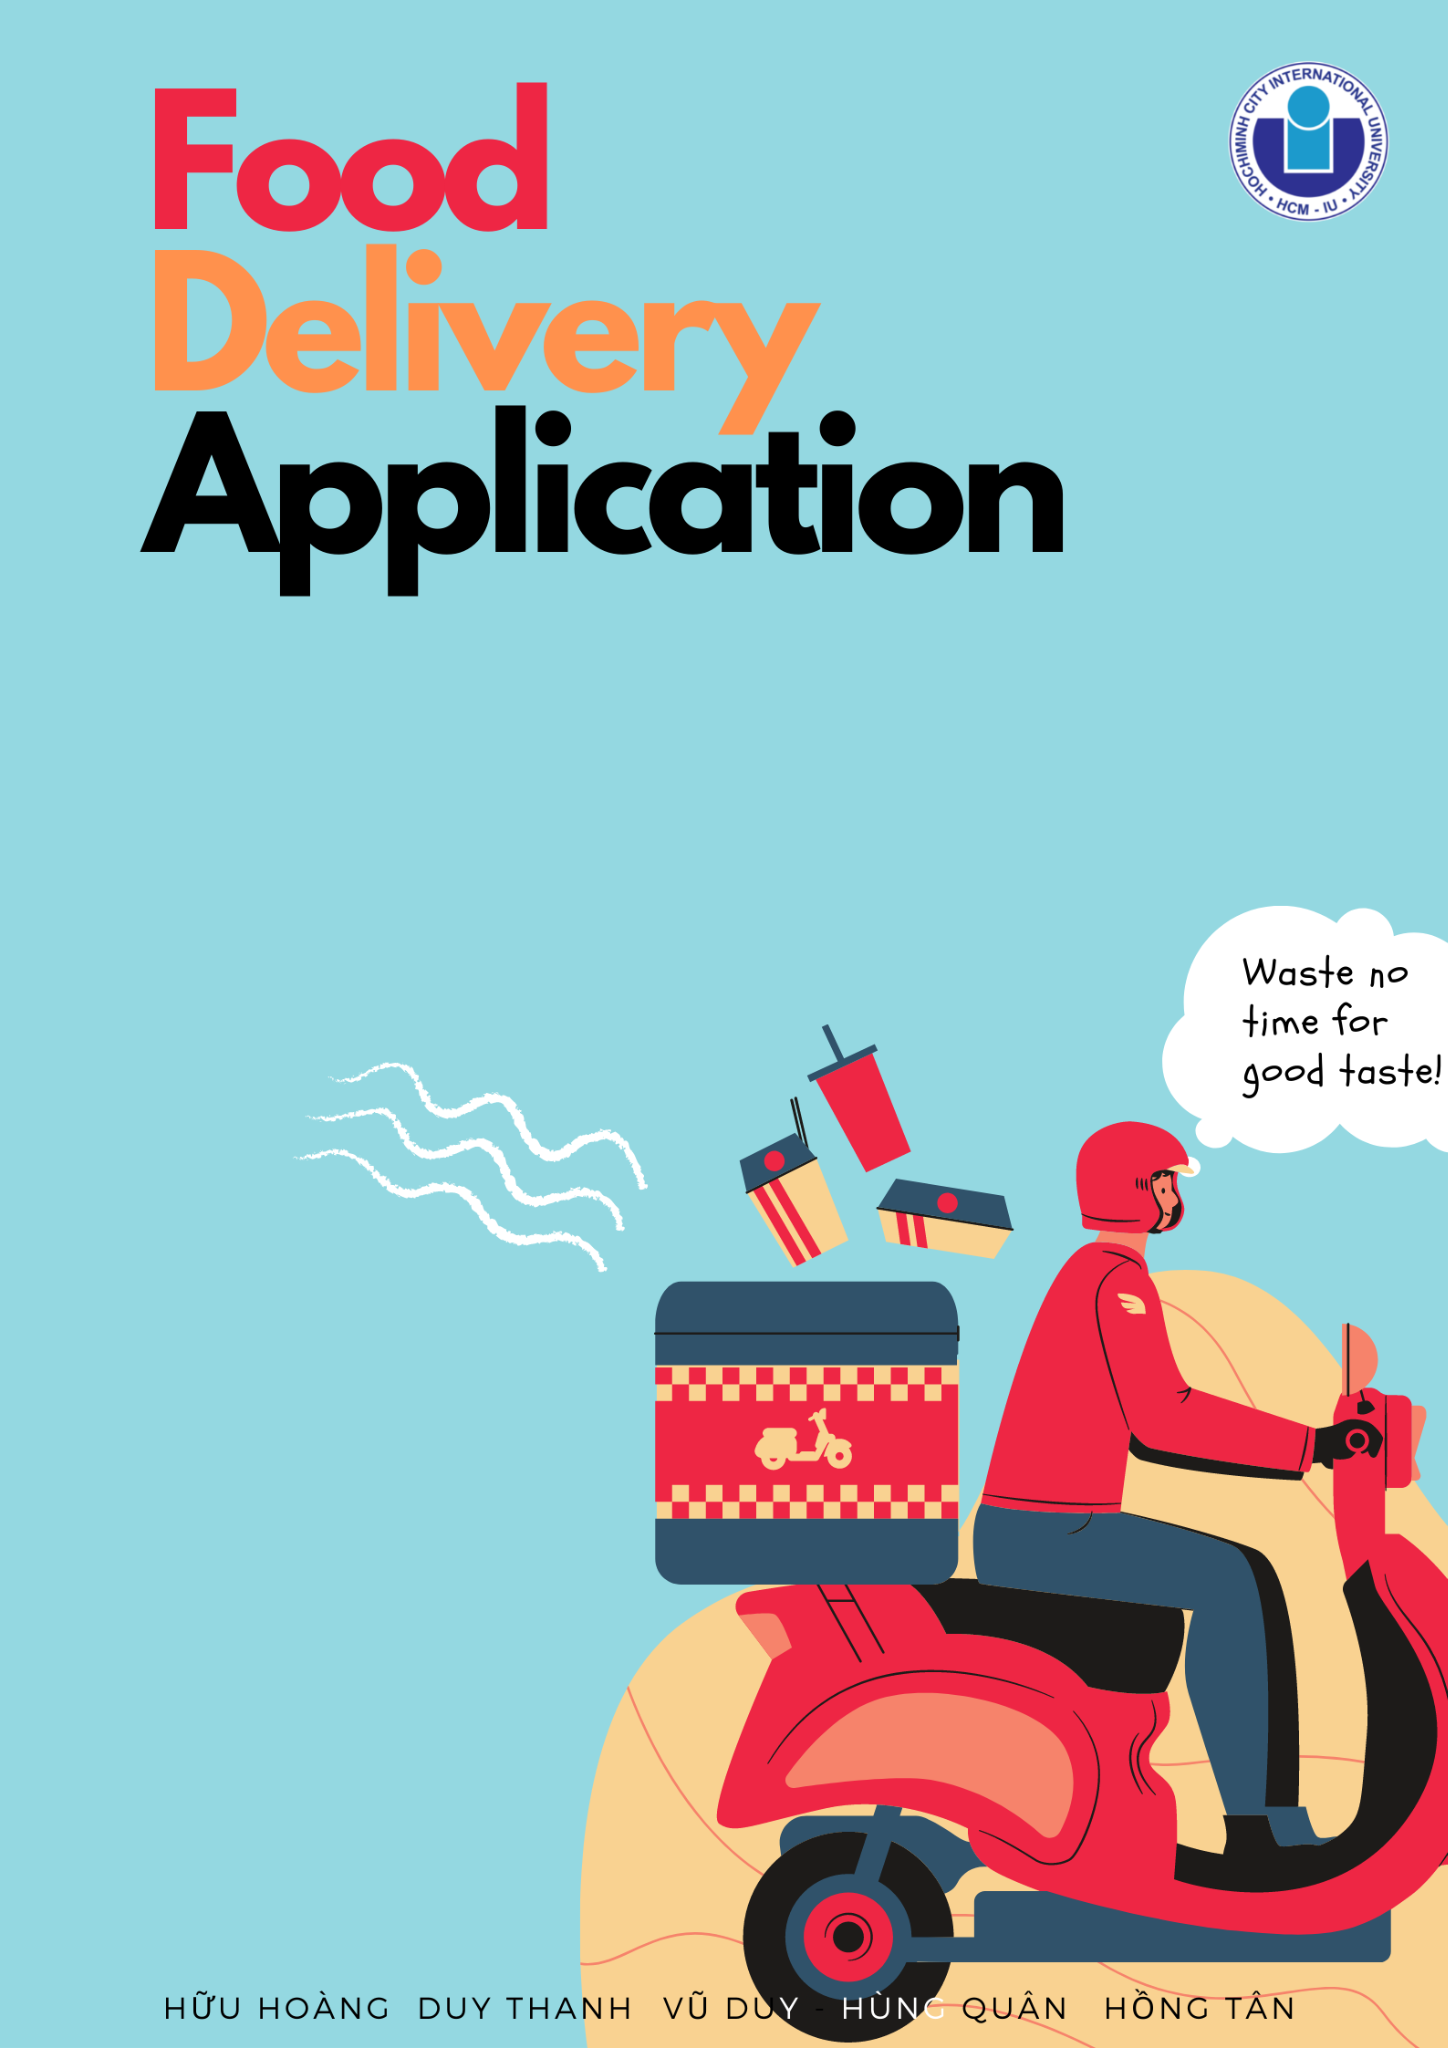 Food
Delivery
Application
HOCHIMINH CITY INTERNATIONAL UNIVERSITY
• HCM - IU •
Waste no
time for
good taste!
HỮU HOÀNG DUY THANH VŨ DUY - HÙNG QUÂN HỒNG TÂN